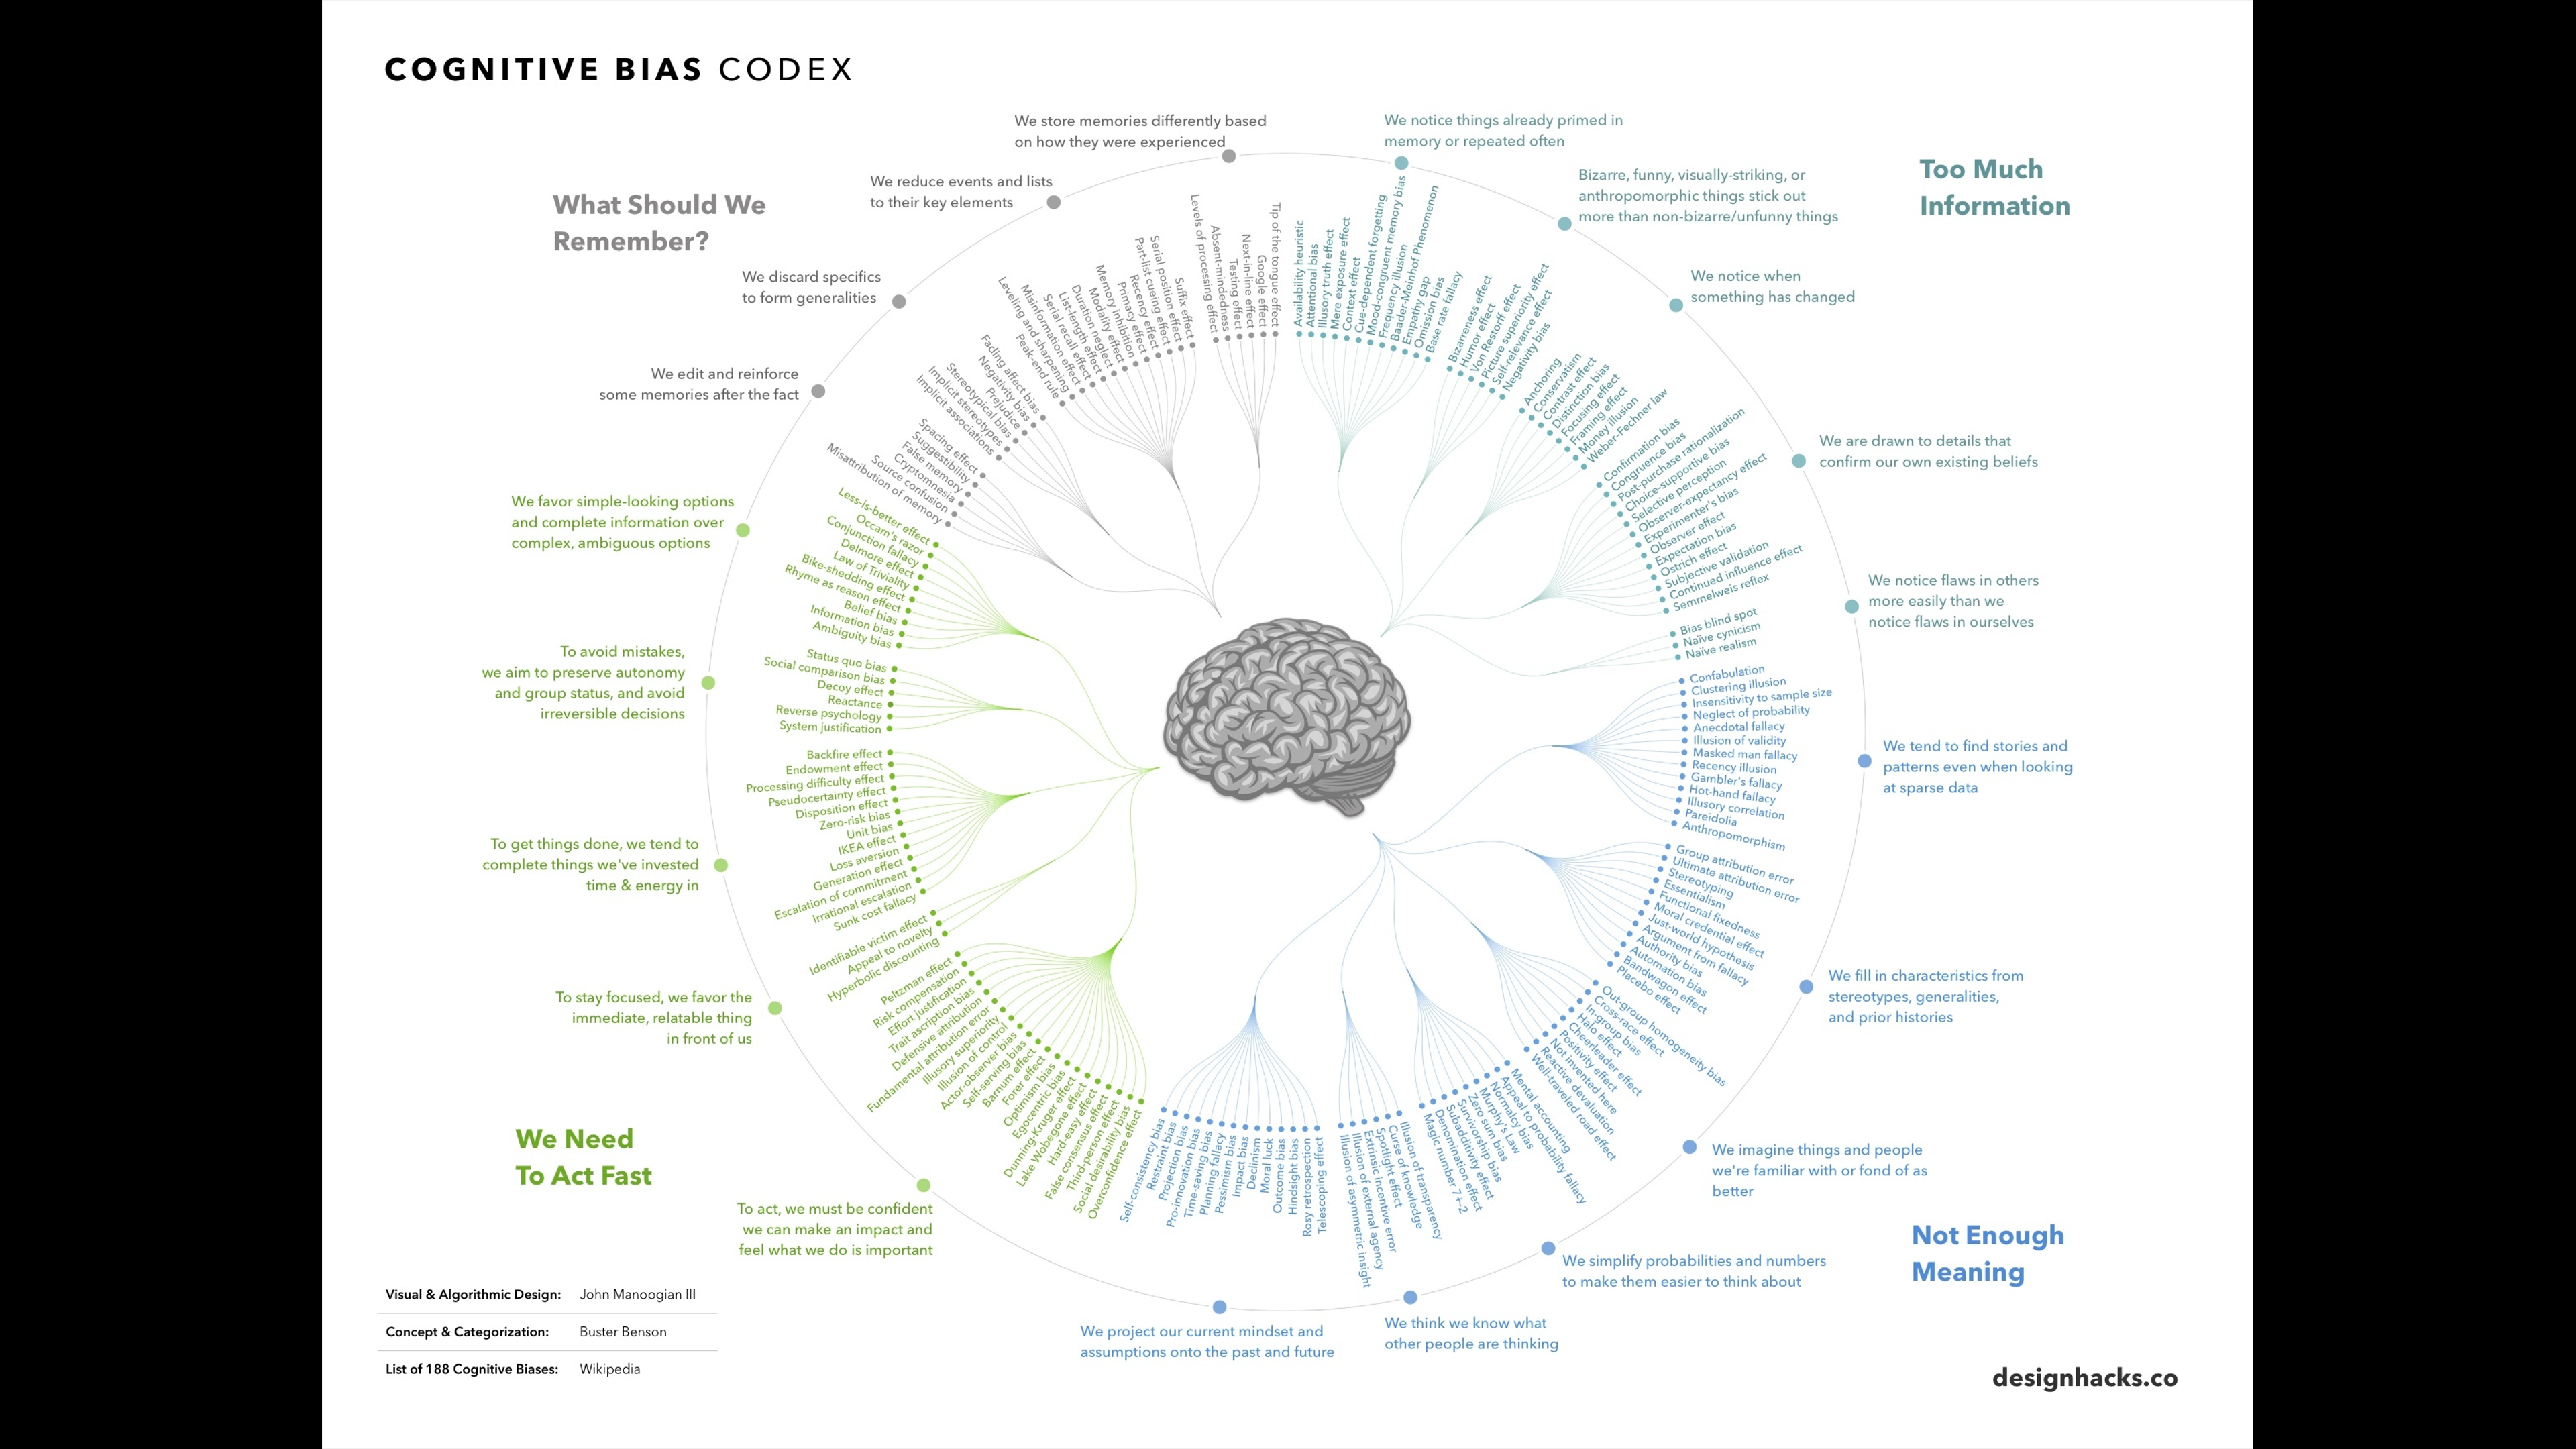 COGNITIVE BIAS CODEX
We store memories differently based
on how they were experienced
We reduce events and lists
to their key elements
What Should We
Remember?
We discard specifics
to form generalities
We edit and reinforce
some memories after the fact
We notice things already primed in
memory or repeated often
Bizarre, funny, visually-striking, or
anthropomorphic things stick out
more than non-bizarre/unfunny things
Too Much
Information
We notice when
something has changed
We are drawn to details that
confirm our own existing beliefs
We notice flaws in others
more easily than we
notice flaws in ourselves
Availability heuristic
Attentional bias
Illusory truth effect
Mere exposure effect
Context effect
Cue-dependent forgetting
Mood-congruent memory bias
Frequency illusion
Baader-Meinhof Phenomenon
Empathy gap
Omission bias
Base rate fallacy
Bizarreness effect
Humor effect
Von Restorff effect
Picture superiority effect
Self-relevance effect
Negativity bias
Anchoring
Conservatism
Contrast effect
Distinction bias
Focusing effect
Framing effect
Money illusion
Weber-Fechner law
Confirmation bias
Congruence bias
Post-purchase rationalization
Choice-supportive bias
Selective perception
Observer-expectancy effect
Experimenter's bias
Observer effect
Expectation bias
Ostrich effect
Subjective validation
Continued influence effect
Semmelweis reflex
Bias blind spot
Naïve cynicism
Naïve realism
Confabulation
Clustering illusion
Insensitivity to sample size
Neglect of probability
Anecdotal fallacy
Illusion of validity
Masked man fallacy
Recency illusion
Gambler's fallacy
Hot-hand fallacy
Illusory correlation
Pareidolia
Anthropomorphism
We tend to find stories and
patterns even when looking
at sparse data
Group attribution error
Ultimate attribution error
Stereotyping
Essentialism
Functional fixedness
Moral credential effect
Just-world hypothesis
Argument from fallacy
Authority bias
Automation bias
Bandwagon effect
Placebo effect
We fill in characteristics from
stereotypes, generalities,
and prior histories
Out-group homogeneity bias
Cross-race effect
In-group bias
Halo effect
Cheerleader effect
Positivity effect
Not invented here
Reactive devaluation
Well-traveled road effect
We imagine things and people
we're familiar with or fond of as
better
Not Enough
Meaning
Mental accounting
Appeal to probability fallacy
Normalcy bias
Murphy's Law
Zero sum bias
Survivorship bias
Subadditivity effect
Denomination effect
Magic number 7+-2
We simplify probabilities and numbers
to make them easier to think about
Illusion of transparency
Curse of knowledge
Spotlight effect
Extrinsic incentive error
Illusion of external agency
Illusion of asymmetric insight
We think we know what
other people are thinking
Telescoping effect
Rosy retrospection
Hindsight bias
Outcome bias
Moral luck
Declinism
Impact bias
Pessimism bias
Planning fallacy
Time-saving bias
Pro-innovation bias
Projection bias
Restraint bias
Self-consistency bias
We project our current mindset and
assumptions onto the past and future
Overconfidence effect
Social desirability bias
Third-person effect
False consensus effect
Hard-easy effect
Lake Wobegone effect
Dunning-Kruger effect
Egocentric bias
Optimism bias
Forer effect
Barnum effect
Self-serving bias
Actor-observer bias
Illusion of control
Illusory superiority
Fundamental attribution error
Defensive attribution
Trait ascription bias
Effort justification
Risk compensation
Peltzman effect
To act, we must be confident
we can make an impact and
feel what we do is important
We Need
To Act Fast
Hyperbolic discounting
Appeal to novelty
Identifiable victim effect
To stay focused, we favor the
immediate, relatable thing
in front of us
Sunk cost fallacy
Irrational escalation
Escalation of commitment
Generation effect
Loss aversion
IKEA effect
Unit bias
Zero-risk bias
Disposition effect
Pseudocertainty effect
Processing difficulty effect
Endowment effect
Backfire effect
To get things done, we tend to
complete things we've invested
time & energy in
System justification
Reverse psychology
Reactance
Decoy effect
Social comparison bias
Status quo bias
To avoid mistakes,
we aim to preserve autonomy
and group status, and avoid
irreversible decisions
Ambiguity bias
Information bias
Belief bias
Rhyme as reason effect
Bike-shedding effect
Law of Triviality
Delmore effect
Conjunction fallacy
Occam's razor
Less-is-better effect
We favor simple-looking options
and complete information over
complex, ambiguous options
Misattribution of memory
Source confusion
Cryptomnesia
False memory
Suggestibility
Spacing effect
Implicit associations
Implicit stereotypes
Stereotypical bias
Prejudice
Negativity bias
Fading affect bias
Peak-end rule
Leveling and sharpening
Misinformation effect
Serial recall effect
List-length effect
Duration neglect
Modality effect
Memory inhibition
Primacy effect
Recency effect
Part-list cueing effect
Serial position effect
Suffix effect
Levels of processing effect
Absent-mindedness
Testing effect
Next-in-line effect
Google effect
Tip of the tongue effect
Visual & Algorithmic Design: John Manoogian III
Concept & Categorization: Buster Benson
List of 188 Cognitive Biases: Wikipedia
designhacks.co